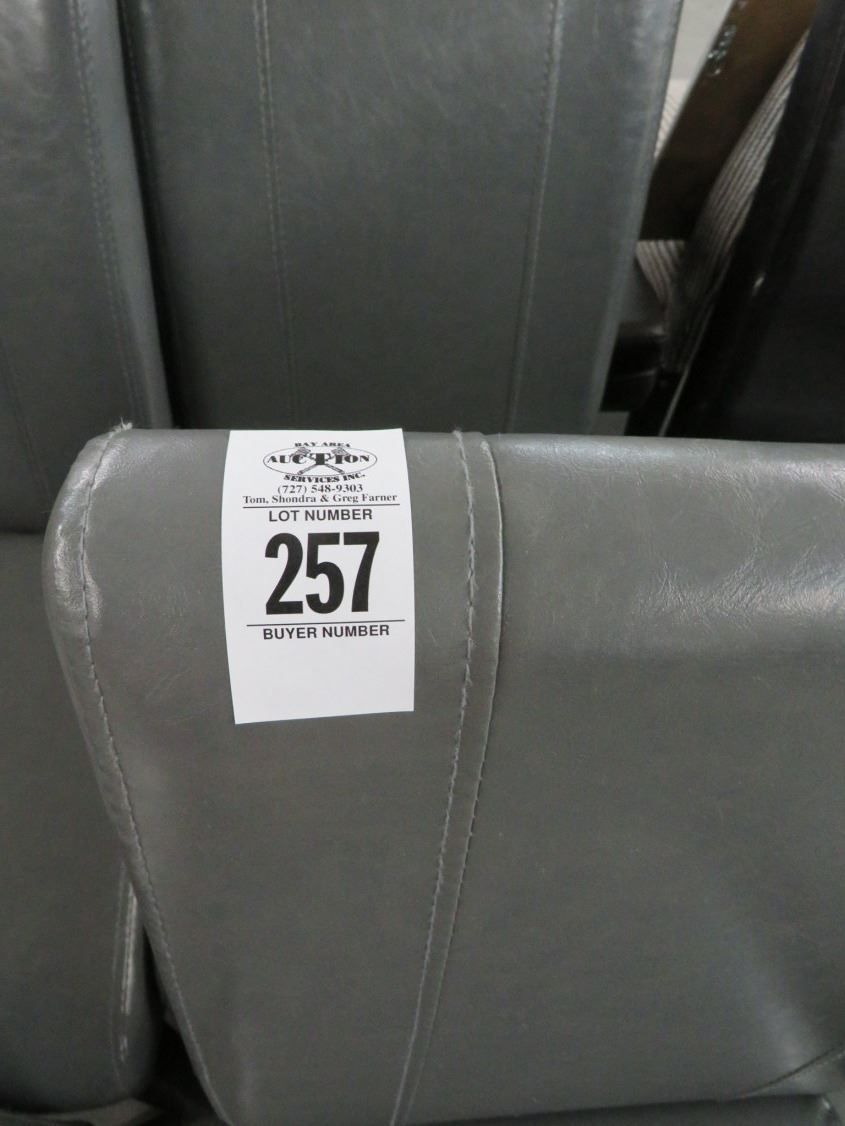 BAY AREA
AUCTION
SERVICES INC.
(727) 548-9303
Tom, Shondra & Greg Farner
LOT NUMBER
257
BUYER NUMBER